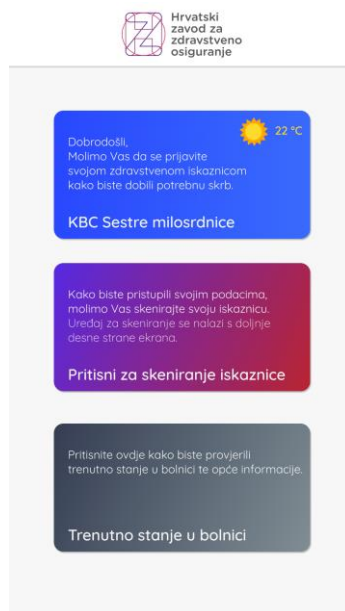 Hrvatski
zavod za
zdravstveno
osiguranje
22 °C
Dobrodošli,
Molimo Vas da se prijavite
svojom zdravstvenom iskaznicom
kako biste dobili potrebnu skrb.
KBC Sestre milosrdnice
Kako biste pristupili svojim podacima,
molimo Vas skenirajte svoju iskaznicu.
Uređaj za skeniranje se nalazi s doljnje
desne strane ekrana.
Pritisni za skeniranje iskaznice
Pritisnite ovdje kako biste provjerili
trenutno stanje u bolnici te opće informacije.
Trenutno stanje u bolnici